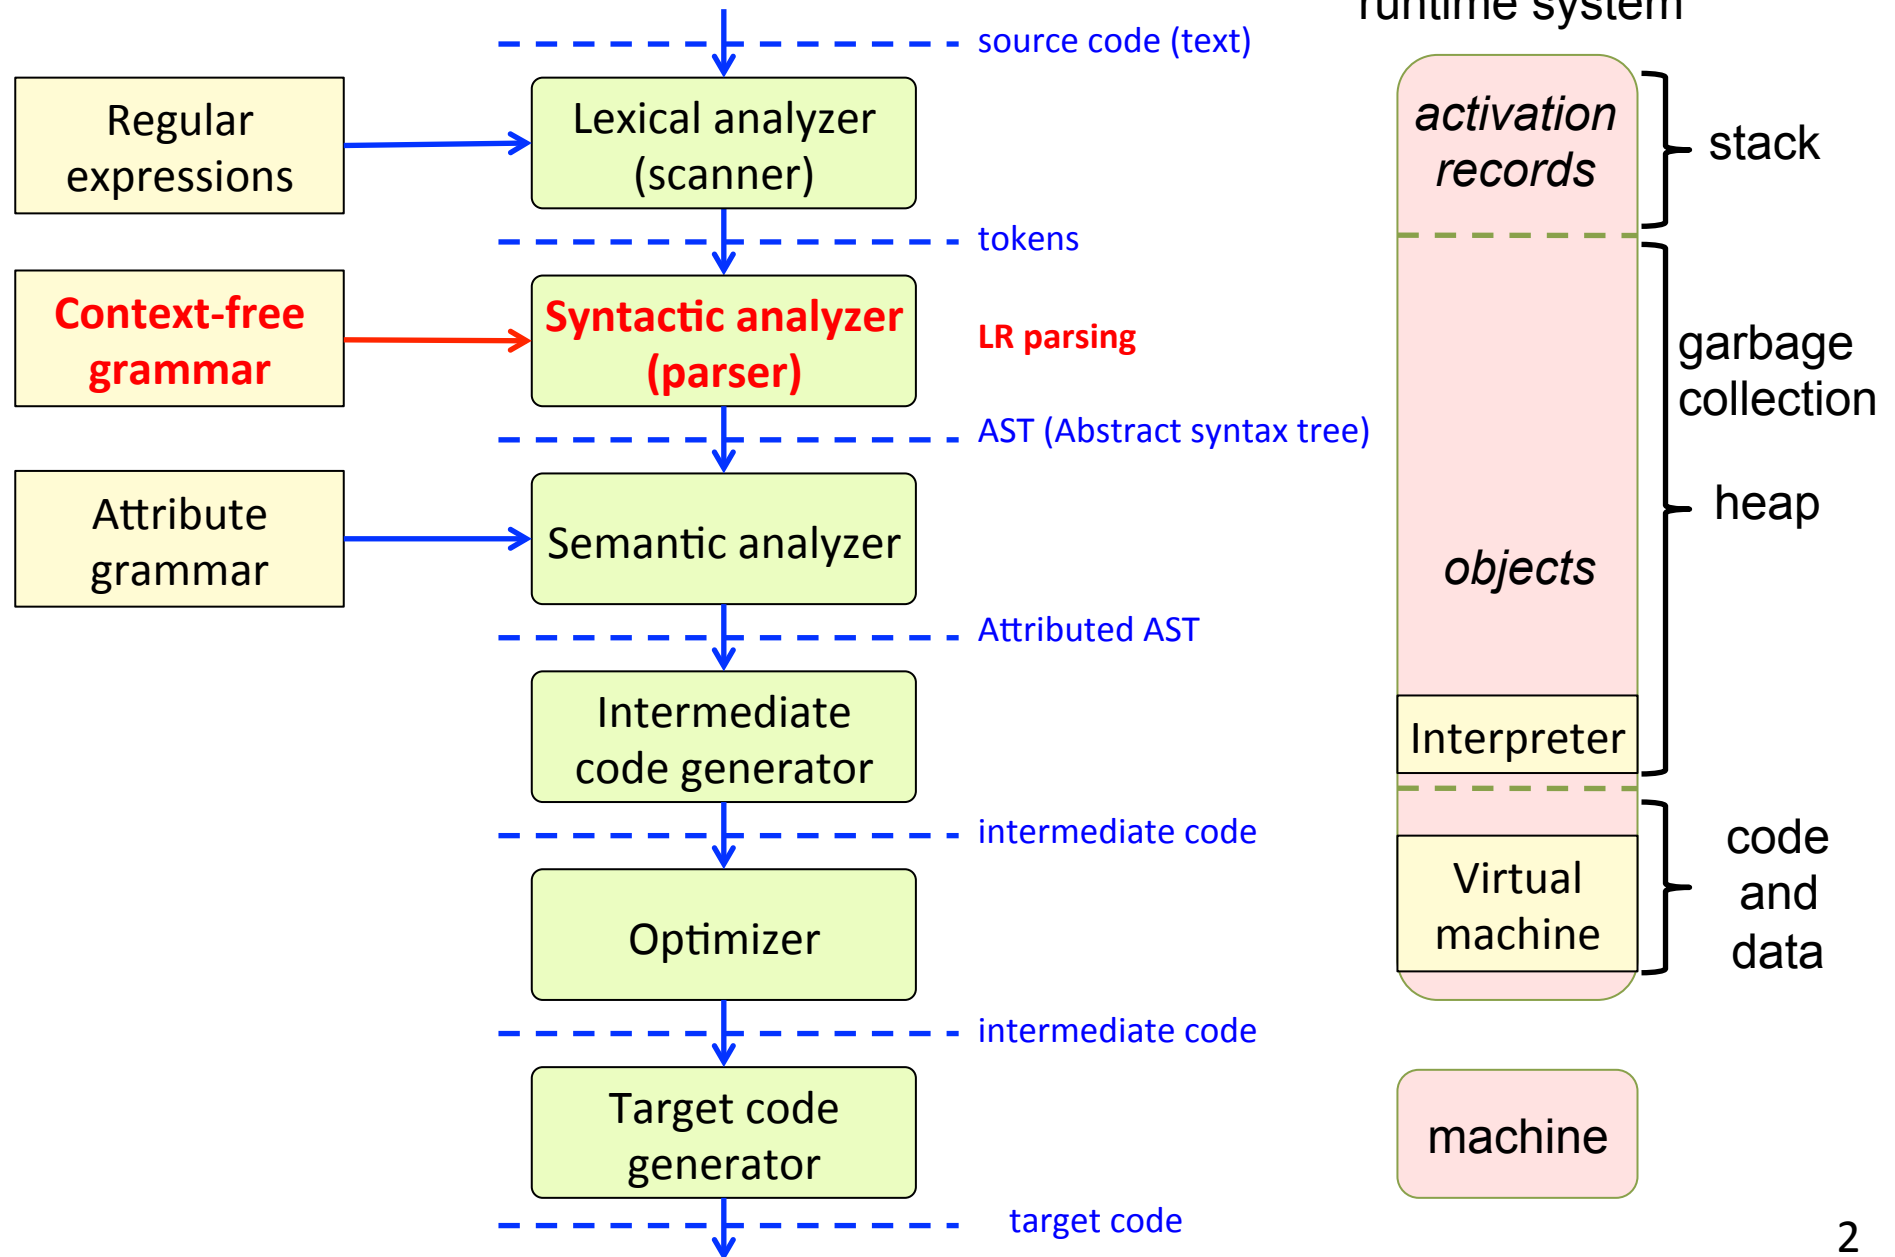 runtime system
source code (text)
Regular
expressions
Lexical analyzer
(scanner)
activation
records
stack
tokens
Context-free
grammar
Syntactic analyzer
(parser)
LR parsing
garbage
collection
AST (Abstract syntax tree)
Attribute
grammar
Semantic analyzer
heap
objects
Attributed AST
Intermediate
code generator
Interpreter
intermediate code
Virtual
machine
code
and
data
Optimizer
intermediate code
Target code
generator
machine
target code
2